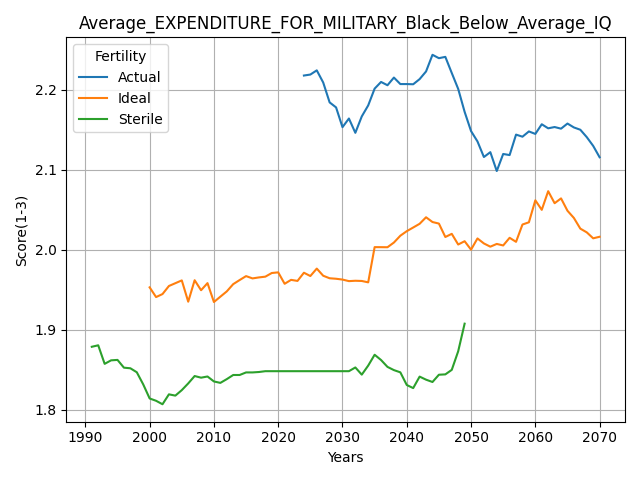 Average_EXPENDITURE_FOR_MILITARY_Black_Below_Average_IQ
Fertility
Actual
Ideal
Sterile
Score(1-3)
2.2
2.1
2.0
1.9
1.8
1990 2000 2010 2020 2030 2040 2050 2060 2070
Years